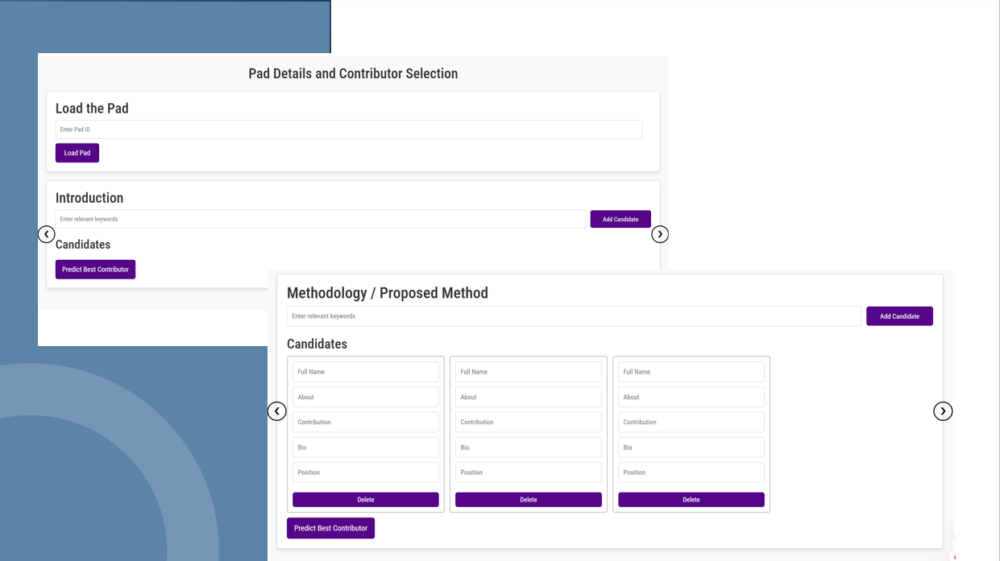 Pad Details and Contributor Selection
Load the Pad
Enter Pad ID
Load Pad
Introduction
Enter relevant keywords
Add Candidate
Candidates
Predict Best Contributor
Methodology / Proposed Method
Enter relevant keywords
Add Candidate
Candidates
Full Name Full Name Full Name
About About About
Contribution Contribution Contribution
Bio Bio Bio
Position Position Position
Delete Delete Delete
Predict Best Contributor